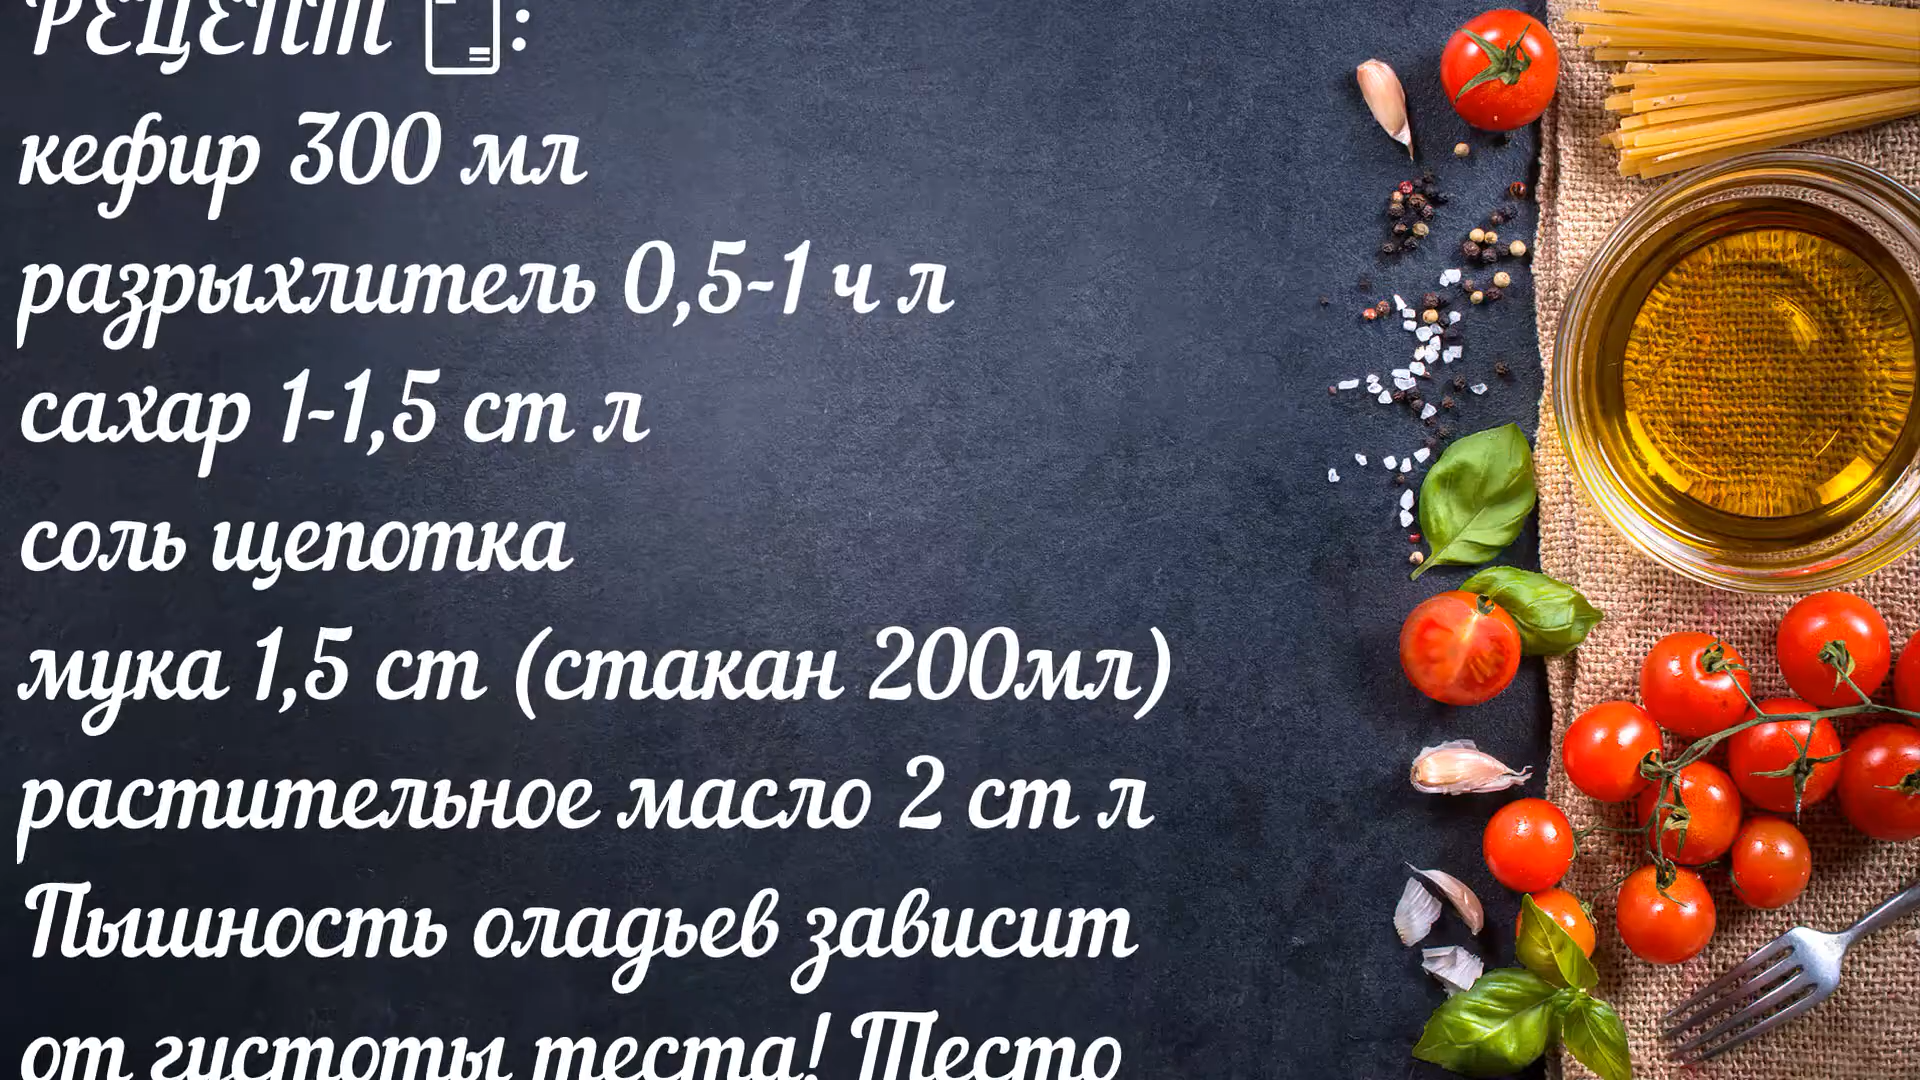 РЕЦЕПТ :
кефир 300 мл
разрыхлитель 0,5-1 ч л
сахар 1-1,5 ст л
соль щепотка
мука 1,5 ст (стакан 200мл)
растительное масло 2 ст л
Пышность оладьев зависит
от густоты теста! Тесто